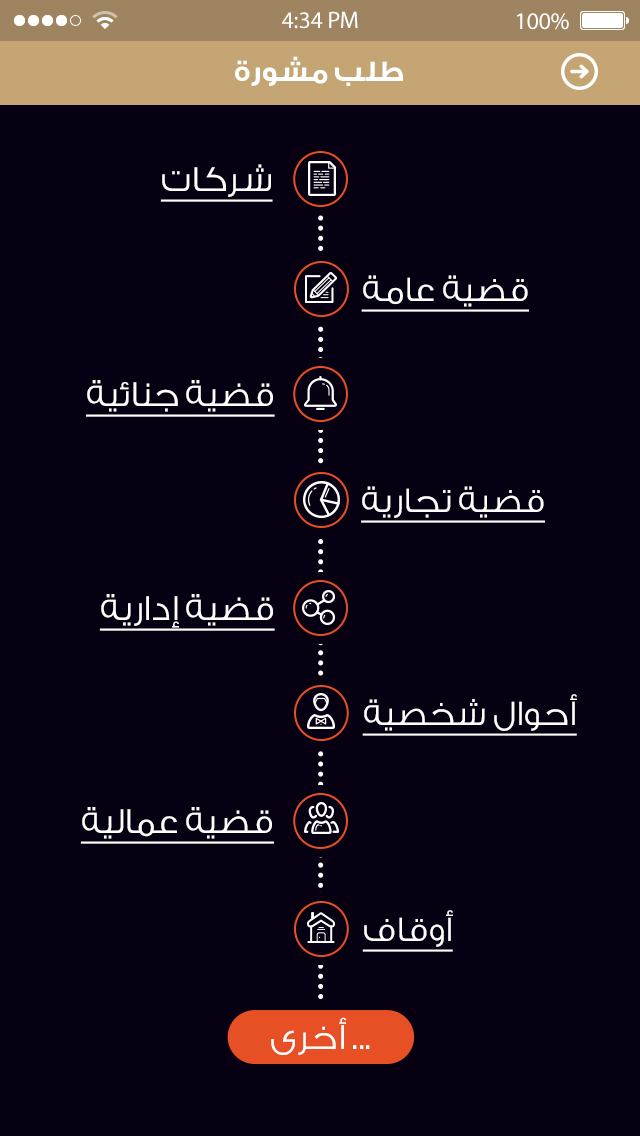 4:34 PM
100%
طلب مشورة
شركات
قضية عامة
قضية جنائية
قضية تجارية
قضية إدارية
أحوال شخصية
قضية عمالية
أوقاف
... أخرى